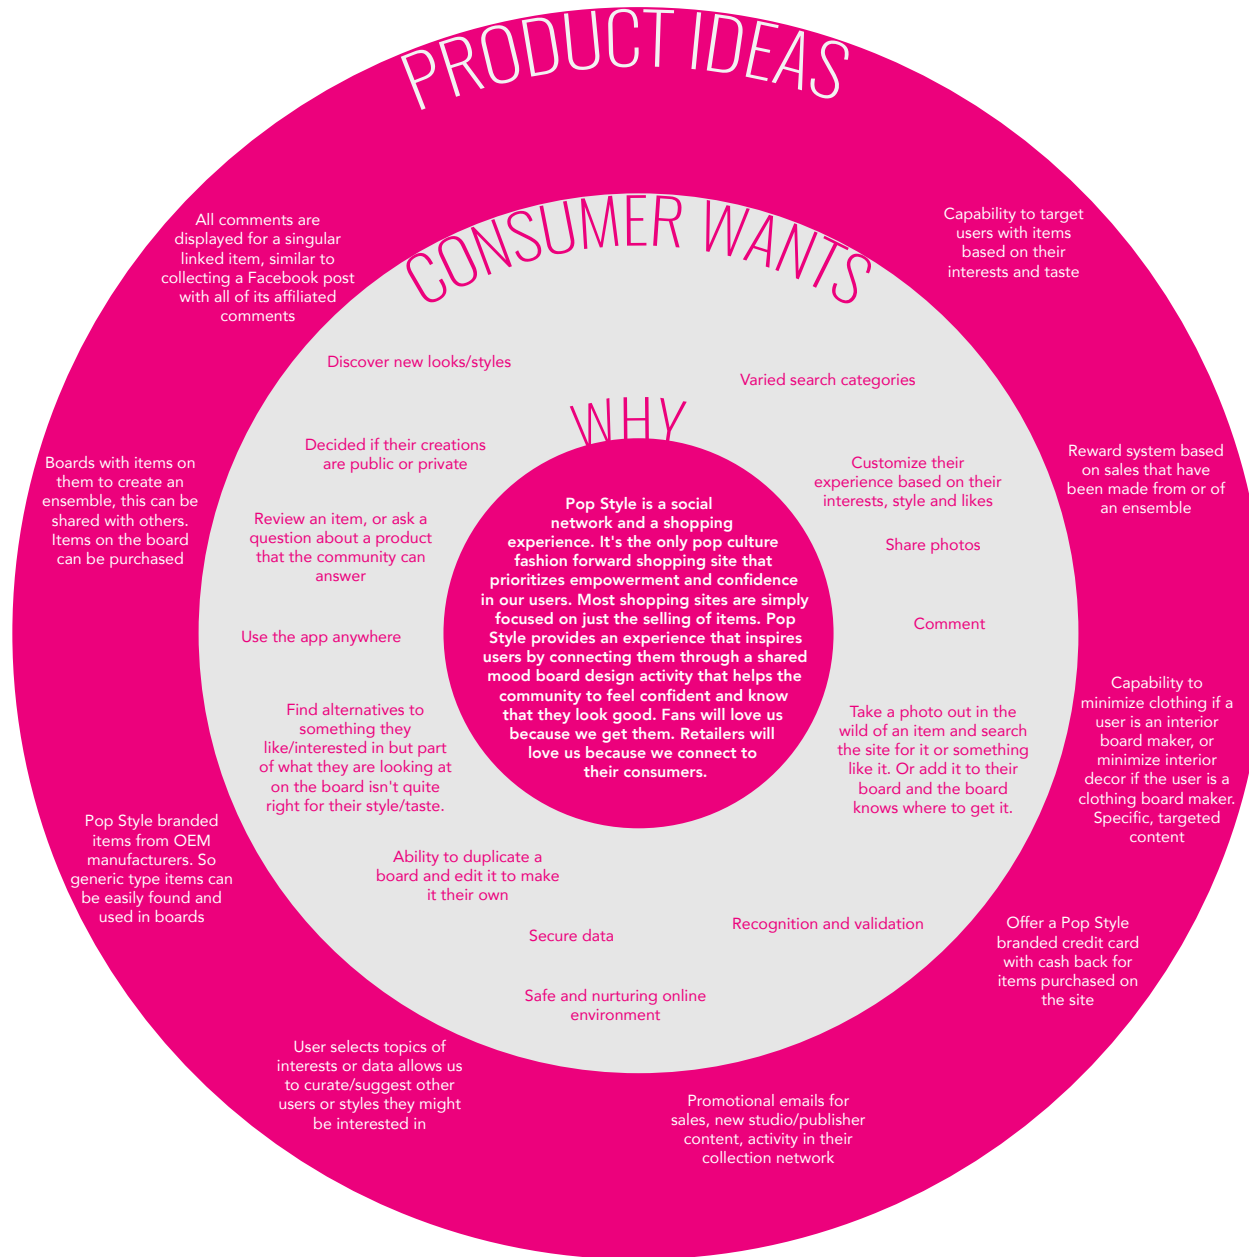 PRODUCT IDEAS
All comments are
displayed for a singular
linked item, similar to
collecting a Facebook post
with all of its affiliated
comments
Capability to target
users with items
based on their
interests and taste
Boards with items on
them to create an
ensemble, this can be
shared with others.
Items on the board
can be purchased
Reward system based
on sales that have
been made from or of
an ensemble
Pop Style branded
items from OEM
manufacturers. So
generic type items can
be easily found and
used in boards
Capability to
minimize clothing if a
user is an interior
board maker, or
minimize interior
decor if the user is a
clothing board maker.
Specific, targeted
content
Offer a Pop Style
branded credit card
with cash back for
items purchased on
the site
User selects topics of
interests or data allows us
to curate/suggest other
users or styles they might
be interested in
Promotional emails for
sales, new studio/publisher
content, activity in their
collection network
CONSUMER WANTS
Discover new looks/styles
Varied search categories
Decided if their creations
are public or private
Customize their
experience based on their
interests, style and likes
Review an item, or ask a
question about a product
that the community can
answer
Share photos
Use the app anywhere
Comment
Find alternatives to
something they
like/interested in but part
of what they are looking at
on the board isn't quite
right for their style/taste.
Take a photo out in the
wild of an item and search
the site for it or something
like it. Or add it to their
board and the board
knows where to get it.
Ability to duplicate a
board and edit it to make
it their own
Recognition and validation
Secure data
Safe and nurturing online
environment
WHY
Pop Style is a social
network and a shopping
experience. It's the only pop culture
fashion forward shopping site that
prioritizes empowerment and confidence
in our users. Most shopping sites are simply
focused on just the selling of items. Pop
Style provides an experience that inspires
users by connecting them through a shared
mood board design activity that helps the
community to feel confident and know
that they look good. Fans will love us
because we get them. Retailers will
love us because we connect to
their consumers.